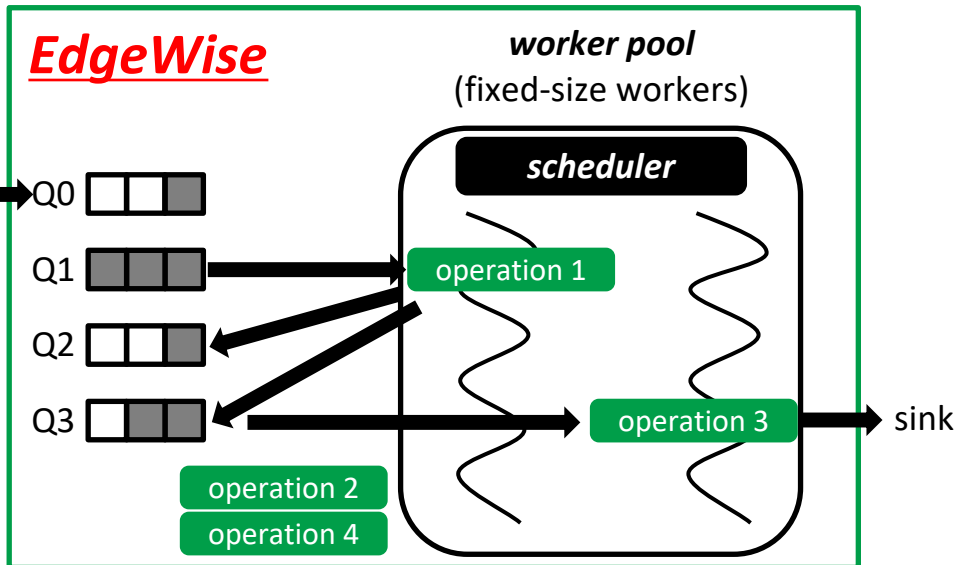 EdgeWise
worker pool
(fixed-size workers)
scheduler
Q0
Q1
operation 1
Q2
Q3
operation 3
sink
operation 2
operation 4